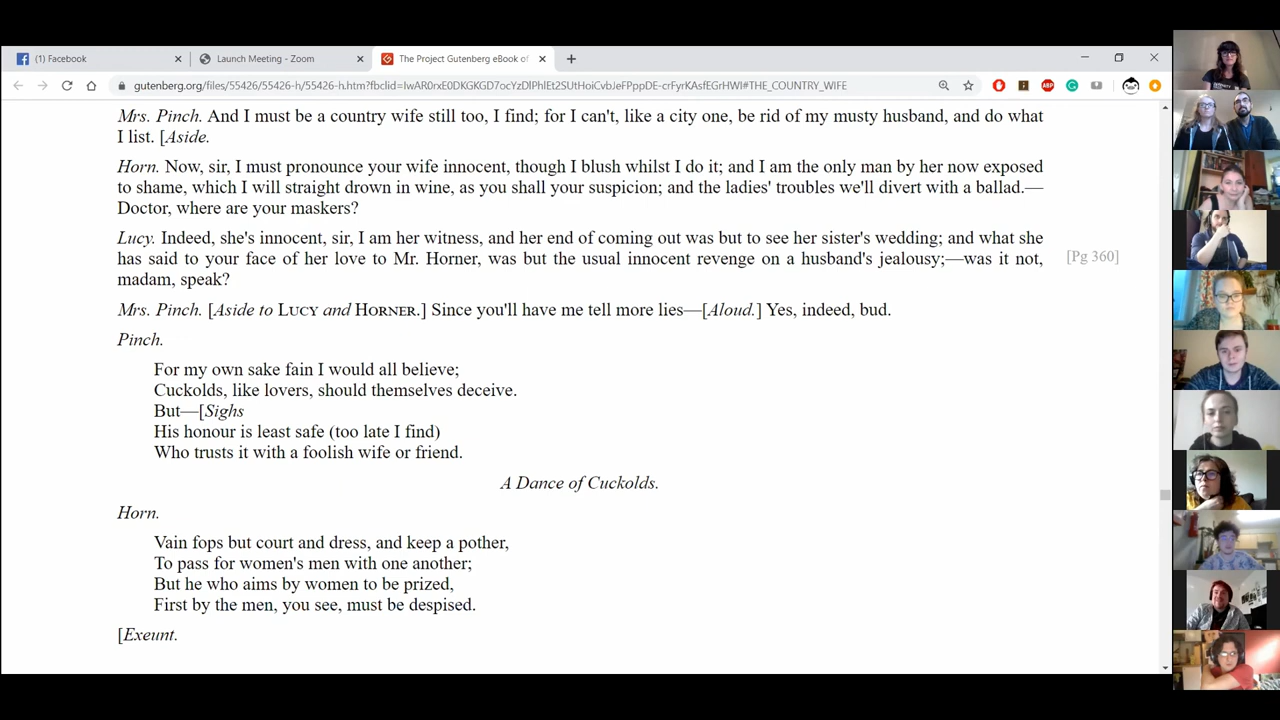 (1) Facebook
Launch Meeting - Zoom
The Project Gutenberg eBook of
gutenberg.org/files/55426/55426-h/55426-h.htm?fbclid=IwAR0rxED0KGKGD7ocYzDlPhlEt2SUtHoiCvbJeFPppDE-crFyrKAsfEGrHWI#THE_COUNTRY_WIFE
Mrs. Pinch. And I must be a country wife still too, I find; for I can't, like a city one, be rid of my musty husband, and do what
I list. [Aside.
Horn. Now, sir, I must pronounce your wife innocent, though I blush whilst I do it; and I am the only man by her now exposed
to shame, which I will straight drown in wine, as you shall your suspicion; and the ladies' troubles we'll divert with a ballad.—
Doctor, where are your maskers?
Lucy. Indeed, she's innocent, sir, I am her witness, and her end of coming out was but to see her sister's wedding; and what she
has said to your face of her love to Mr. Horner, was but the usual innocent revenge on a husband's jealousy;—was it not,
[Pg 360]
madam, speak?
Mrs. Pinch. [Aside to LUCY and HORNER.] Since you'll have me tell more lies—[Aloud.] Yes, indeed, bud.
Pinch.
For my own sake fain I would all believe;
Cuckolds, like lovers, should themselves deceive.
But—[Sighs
His honour is least safe (too late I find)
Who trusts it with a foolish wife or friend.
A Dance of Cuckolds.
Horn.
Vain fops but court and dress, and keep a pother,
To pass for women's men with one another;
But he who aims by women to be prized,
First by the men, you see, must be despised.
[Exeunt.